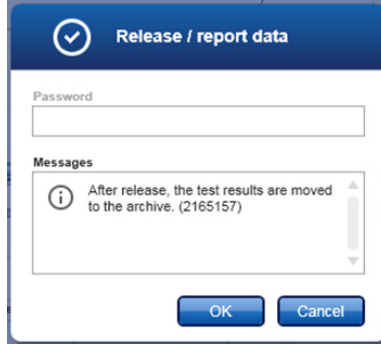 Release / report data
Password
Messages
After release, the test results are moved
to the archive. (2165157)
OK
Cancel